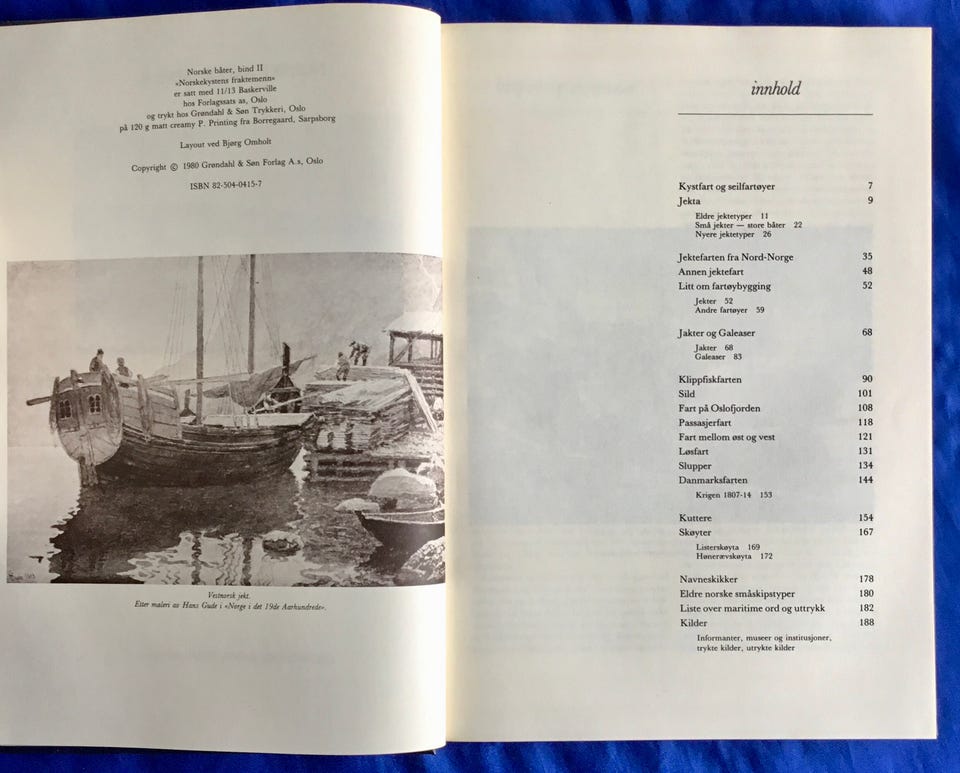 Norske båter, bind II
«Norskekystens fraktemenn»
er satt med 11/13 Baskerville
hos Forlagssats as, Oslo
og trykt hos Grøndahl & Søn Trykkeri, Oslo
på 120 g matt creamy P. Printing fra Borregaard, Sarpsborg
Layout ved Bjørg Omholt
Copyright © 1980 Grøndahl & Søn Forlag A.s, Oslo
ISBN 82-504-0415-7
Vestnorsk jekt.
Etter maleri av Hans Gude i «Norge i det 19de Aarhundrede».
innhold
Kystfart og seilfartøyer 7
Jekta 9
Eldre jektetyper 11
Små jekter — store båter 22
Nyere jektetyper 26
Jektefarten fra Nord-Norge 35
Annen jektefart 48
Litt om fartøybygging 52
Jekter 52
Andre fartøyer 59
Jakter og Galeaser 68
Jakter 68
Galeaser 83
Klippfiskfarten 90
Sild 101
Fart på Oslofjorden 108
Passasjerfart 118
Fart mellom øst og vest 121
Løsfart 131
Slupper 134
Danmarksfarten 144
Krigen 1807-14 153
Kuttere 154
Skøyter 167
Listerskøyta 169
Hønerævskøyta 172
Navneskikker 178
Eldre norske småskipstyper 180
Liste over maritime ord og uttrykk 182
Kilder 188
Informanter, museer og institusjoner,
trykte kilder, utrykte kilder